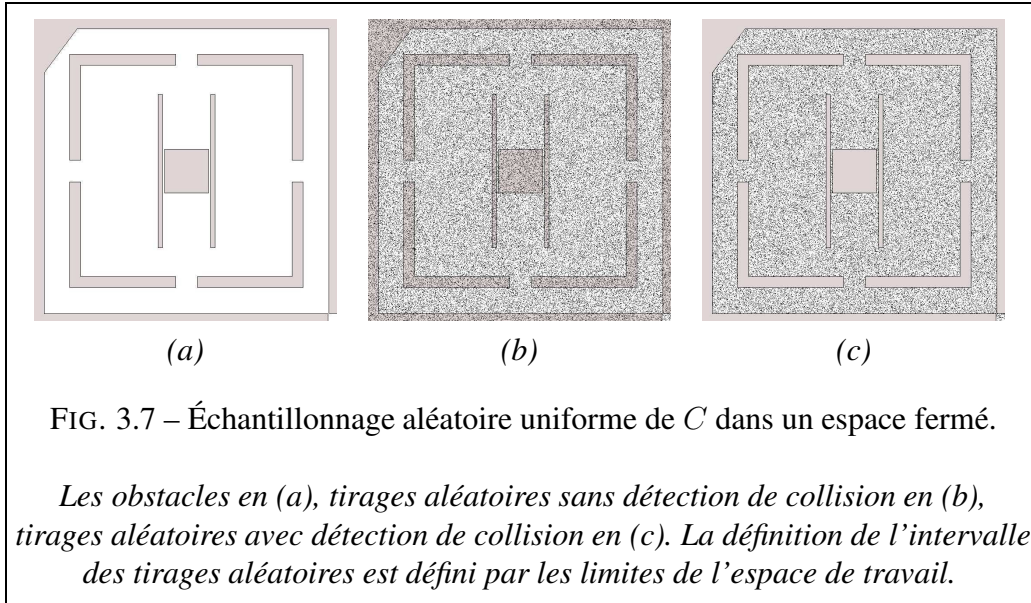 (a) (b) (c)
FIG. 3.7 – Échantillonnage aléatoire uniforme de C dans un espace fermé.
Les obstacles en (a), tirages aléatoires sans détection de collision en (b),
tirages aléatoires avec détection de collision en (c). La définition de l'intervalle
des tirages aléatoires est défini par les limites de l'espace de travail.